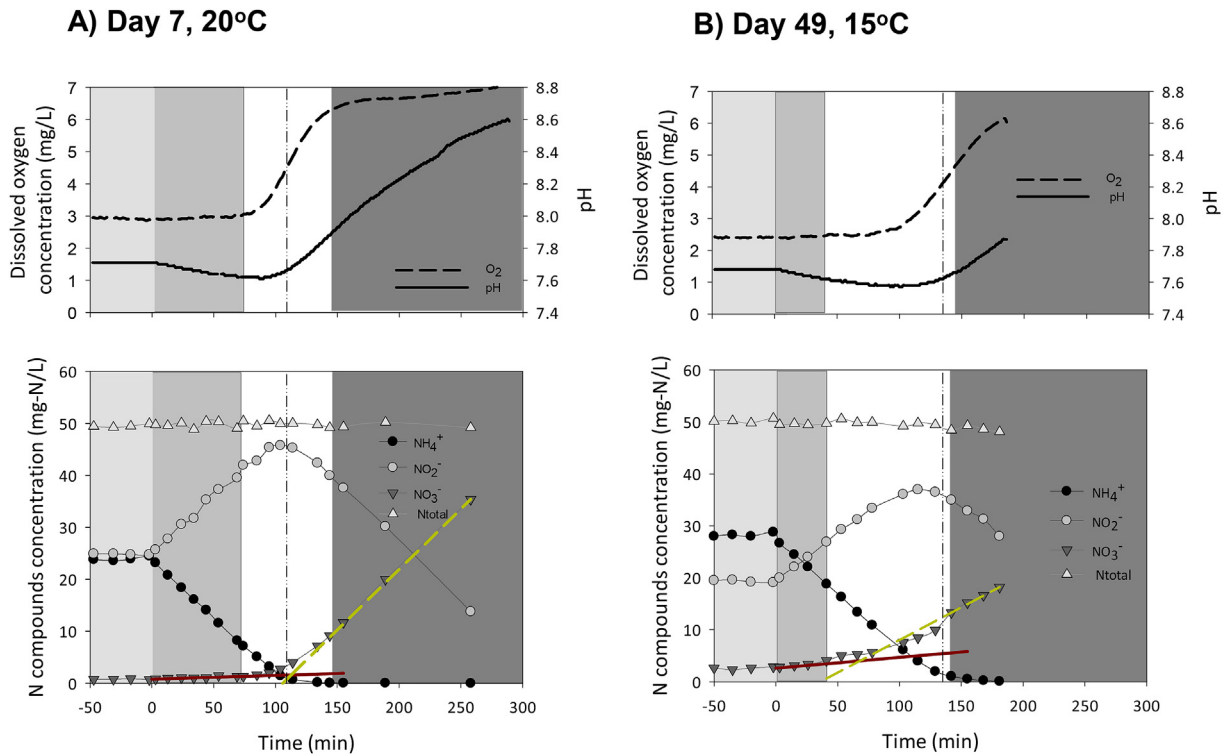 A) Day 7, 20°C
B) Day 49, 15°C
Dissolved oxygen
concentration (mg/L)
7
6
5
4
3
2
1
0
8.8
8.6
8.4
8.2
8.0
7.8
7.6
7.4
pH
O₂
pH
Dissolved oxygen
concentration (mg/L)
7
6
5
4
3
2
1
0
8.8
8.6
8.4
8.2
8.0
7.8
7.6
7.4
pH
O₂
pH
N compounds concentration (mg-N/L)
60
50
40
30
20
10
0
NH₄⁺
NO₂⁻
NO₃⁻
Ntotal
-50 0 50 100 150 200 250 300
Time (min)
N compounds concentration (mg-N/L)
60
50
40
30
20
10
0
NH₄⁺
NO₂⁻
NO₃⁻
Ntotal
-50 0 50 100 150 200 250 300
Time (min)